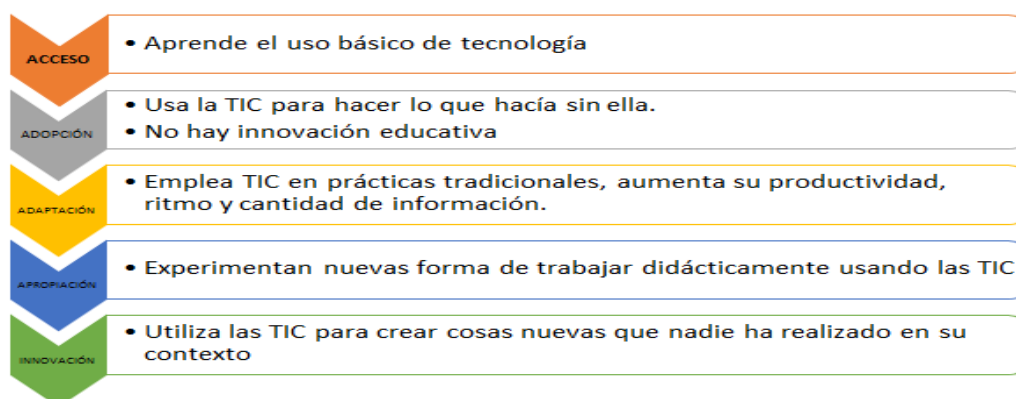 ACCESO
• Aprende el uso básico de tecnología
ADOPCIÓN
• Usa la TIC para hacer lo que hacía sin ella.
• No hay innovación educativa
ADAPTACIÓN
• Emplea TIC en prácticas tradicionales, aumenta su productividad,
ritmo y cantidad de información.
APROPIACIÓN
• Experimentan nuevas forma de trabajar didácticamente usando las TIC
INNOVACIÓN
• Utiliza las TIC para crear cosas nuevas que nadie ha realizado en su
contexto